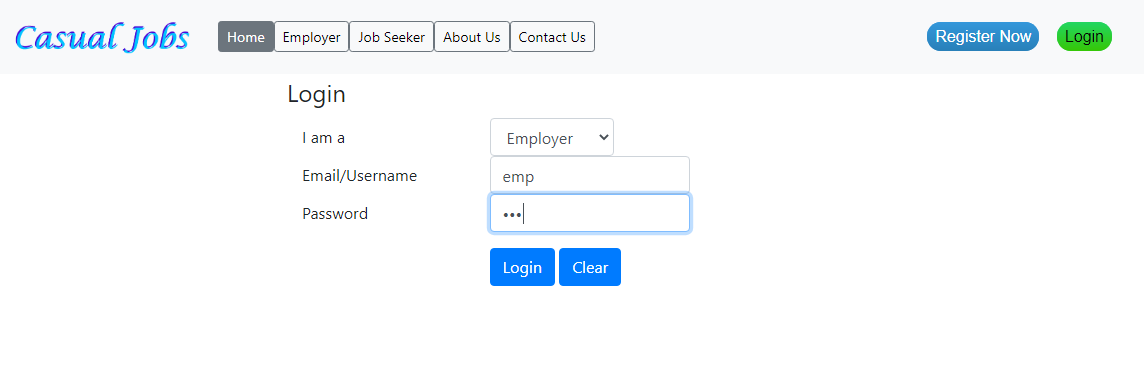 Casual Jobs Home Employer Job Seeker About Us Contact Us Register Now Login
Login
I am a Employer
Email/Username emp
Password •••
Login Clear